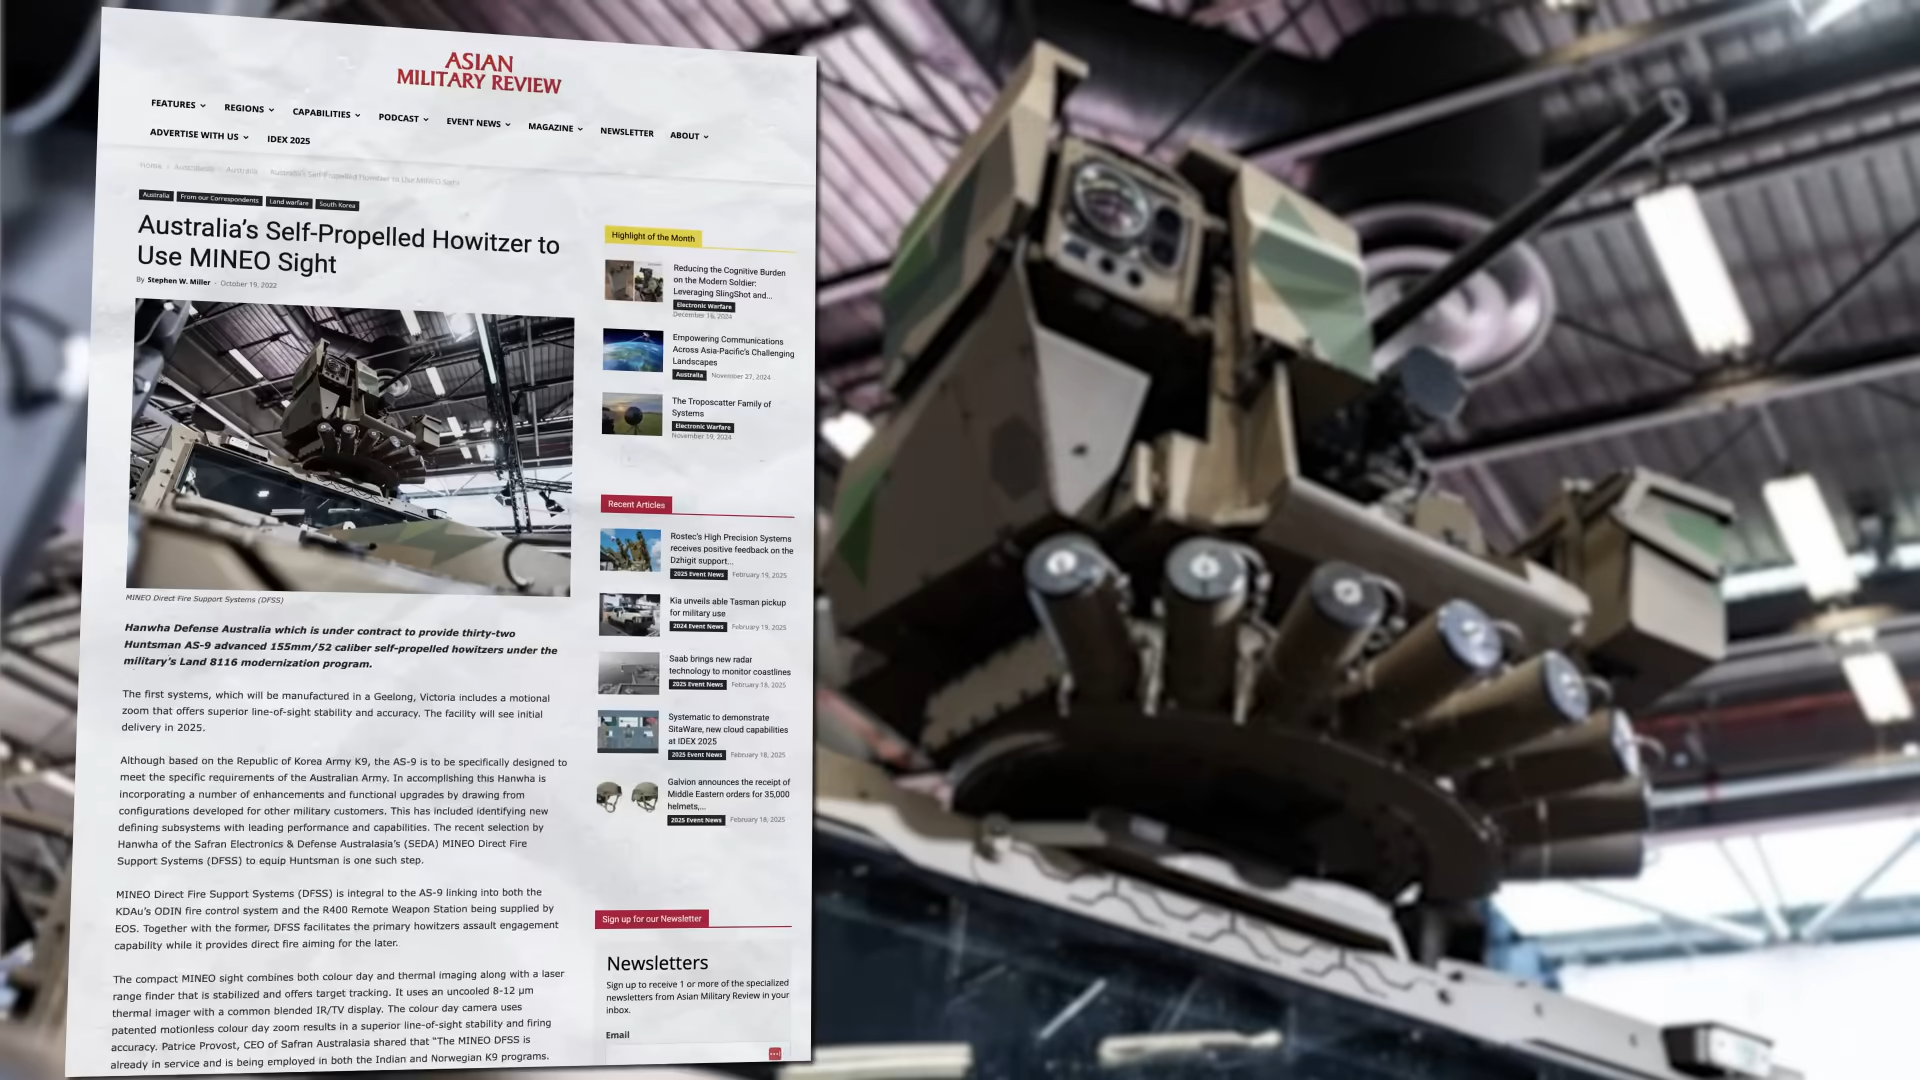 ASIAN
MILITARY REVIEW
FEATURES
REGIONS
CAPABILITIES
PODCAST
EVENT NEWS
MAGAZINE
NEWSLETTER
ABOUT
ADVERTISE WITH US
IDEX 2025
Home
Australia
Australia's Self-Propelled Howitzer to Use MINEO Sight
Australia
From our Correspondents
Land warfare
South Korea
Australia's Self-Propelled Howitzer to
Use MINEO Sight
By Stephen W. Miller - October 19, 2022
MINEO Direct Fire Support Systems (DFSS)
Hanwha Defense Australia which is under contract to provide thirty-two
Huntsman AS-9 advanced 155mm/52 caliber self-propelled howitzers under the
military's Land 8116 modernization program.
The first systems, which will be manufactured in a Geelong, Victoria includes a motional
zoom that offers superior line-of-sight stability and accuracy. The facility will see initial
delivery in 2025.
Although based on the Republic of Korea Army K9, the AS-9 is to be specifically designed to
meet the specific requirements of the Australian Army. In accomplishing this Hanwha is
incorporating a number of enhancements and functional upgrades by drawing from
configurations developed for other military customers. This has included identifying new
defining subsystems with leading performance and capabilities. The recent selection by
Hanwha of the Safran Electronics & Defense Australasia's (SEDA) MINEO Direct Fire
Support Systems (DFSS) to equip Huntsman is one such step.
MINEO Direct Fire Support Systems (DFSS) is integral to the AS-9 linking into both the
KDAu's ODIN fire control system and the R400 Remote Weapon Station being supplied by
EOS. Together with the former, DFSS facilitates the primary howitzers assault engagement
capability while it provides direct fire aiming for the later.
The compact MINEO sight combines both colour day and thermal imaging along with a laser
range finder that is stabilized and offers target tracking. It uses an uncooled 8-12 µm
thermal imager with a common blended IR/TV display. The colour day camera uses
patented motionless colour day zoom results in a superior line-of-sight stability and firing
accuracy. Patrice Provost, CEO of Safran Australasia shared that "The MINEO DFSS is
already in service and is being employed in both the Indian and Norwegian K9 programs.
Highlight of the Month
Reducing the Cognitive Burden
on the Modern Soldier:
Leveraging SlingShot and...
Electronic Warfare
December 16, 2024
Empowering Communications
Across Asia-Pacific's Challenging
Landscapes
Australia November 27, 2024
The Troposcatter Family of
Systems
Electronic Warfare
November 19, 2024
Recent Articles
Rostec's High Precision Systems
receives positive feedback on the
Dzhigit support...
2025 Event News February 19, 2025
Kia unveils able Tasman pickup
for military use
2024 Event News February 19, 2025
Saab brings new radar
technology to monitor coastlines
2025 Event News February 18, 2025
Systematic to demonstrate
SitaWare, new cloud capabilities
at IDEX 2025
2025 Event News February 18, 2025
Galvion announces the receipt of
Middle Eastern orders for 35,000
helmets,...
2025 Event News February 18, 2025
Sign up for our Newsletter
Newsletters
Sign up to receive 1 or more of the specialized
newsletters from Asian Military Review in your
inbox.
Email